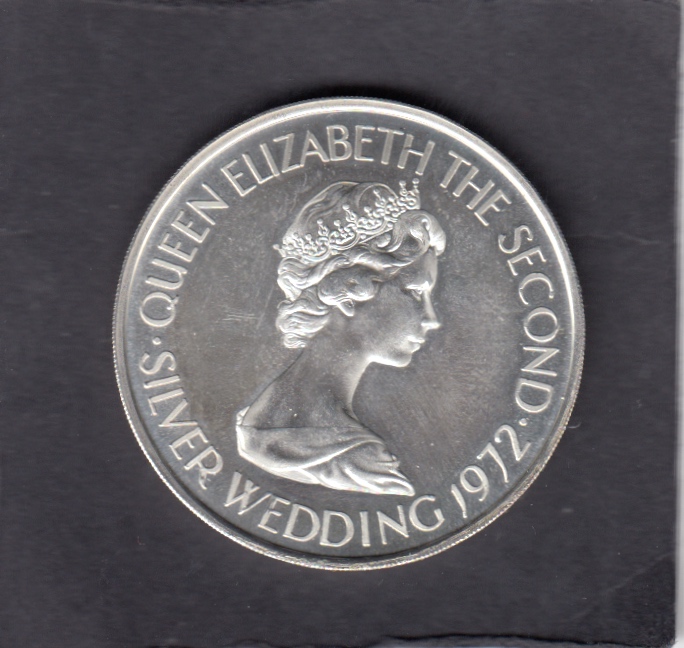 QUEEN ELIZABETH THE SECOND ·
SILVER WEDDING 1972 ·